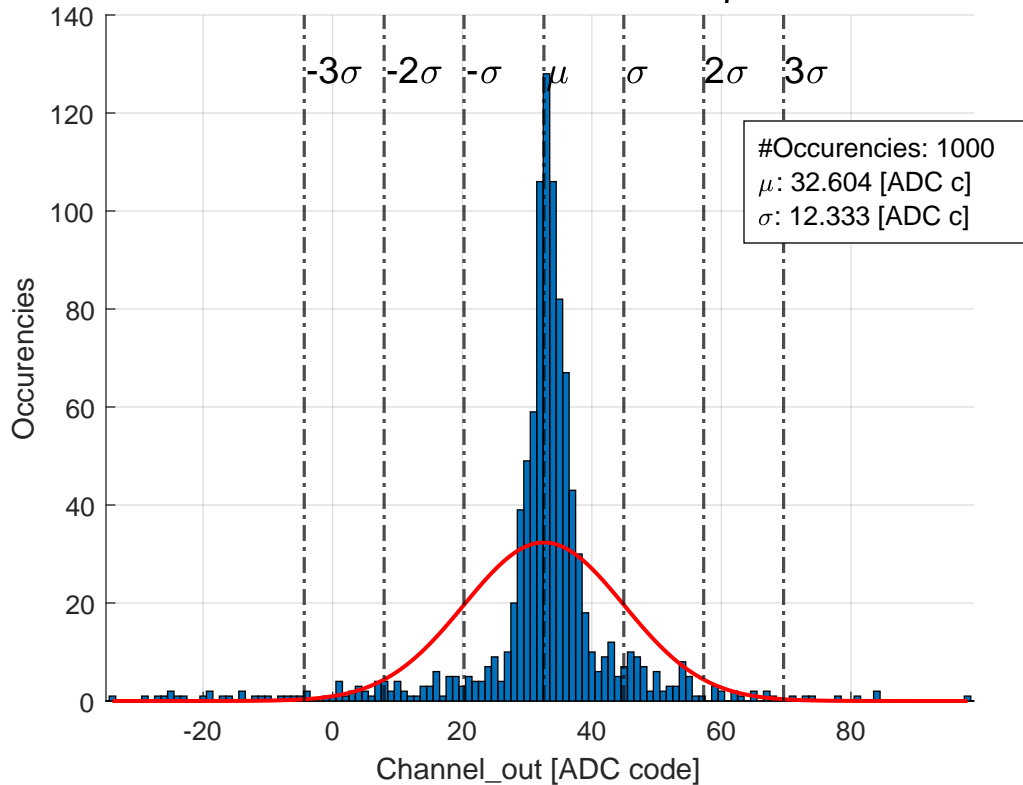 140
120
100
80
60
40
20
0
Occurencies
-3σ -2σ -σ μ σ 2σ 3σ
#Occurencies: 1000
μ: 32.604 [ADC c]
σ: 12.333 [ADC c]
-20 0 20 40 60 80
Channel_out [ADC code]